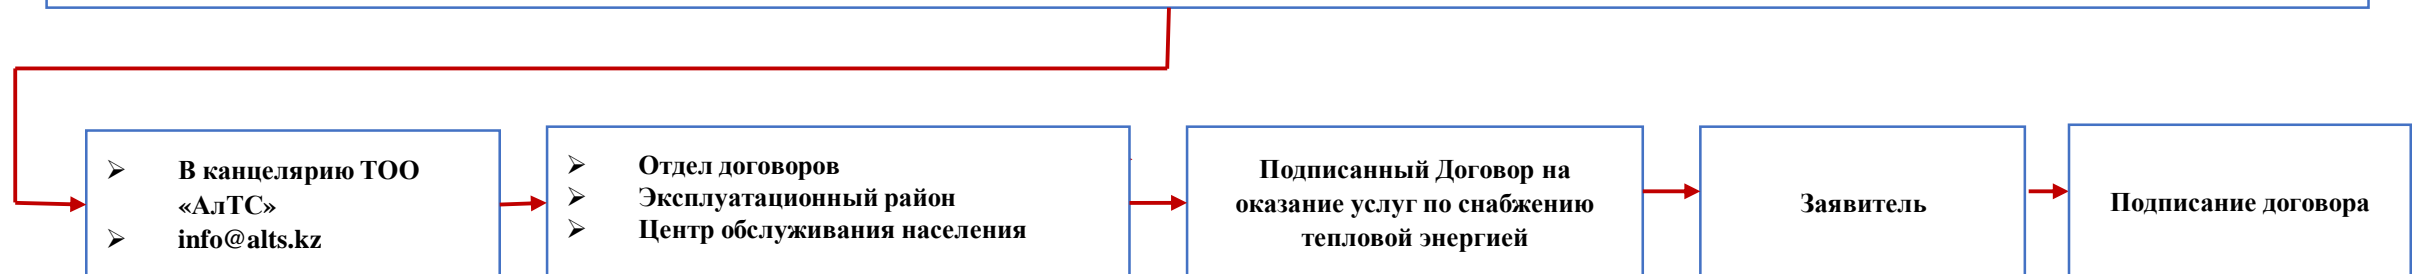 ➢ В канцелярию ТОО
«АлТС»
➢ info@alts.kz
➢ Отдел договоров
➢ Эксплуатационный район
➢ Центр обслуживания населения
Подписанный Договор на
оказание услуг по снабжению
тепловой энергией
Заявитель
Подписание договора